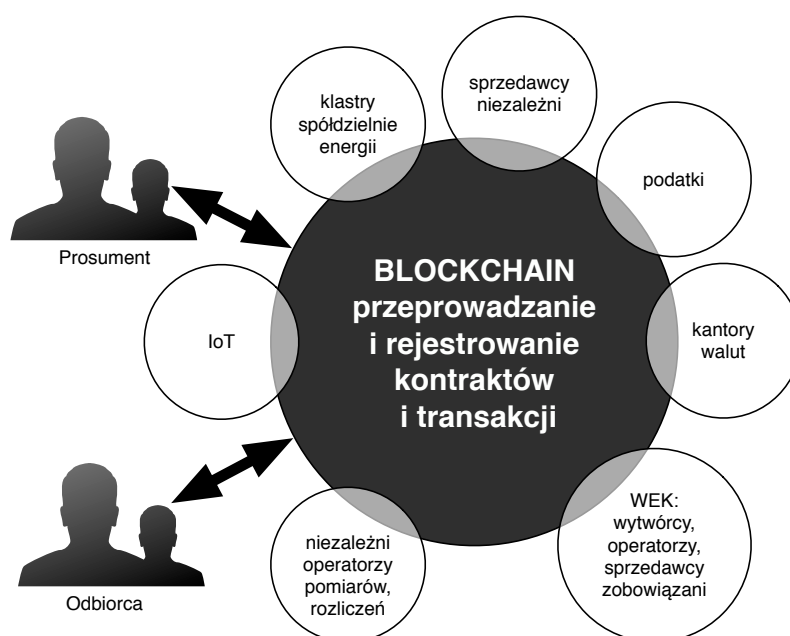 klastry
spółdzielnie
energii
sprzedawcy
niezależni
podatki
Prosument
BLOCKCHAIN
przeprowadzanie
i rejestrowanie
kontraktów
i transakcji
IoT
kantory
walut
WEK:
wytwórcy,
operatorzy,
sprzedawcy
zobowiązani
niezależni
operatorzy
pomiarów,
rozliczeń
Odbiorca